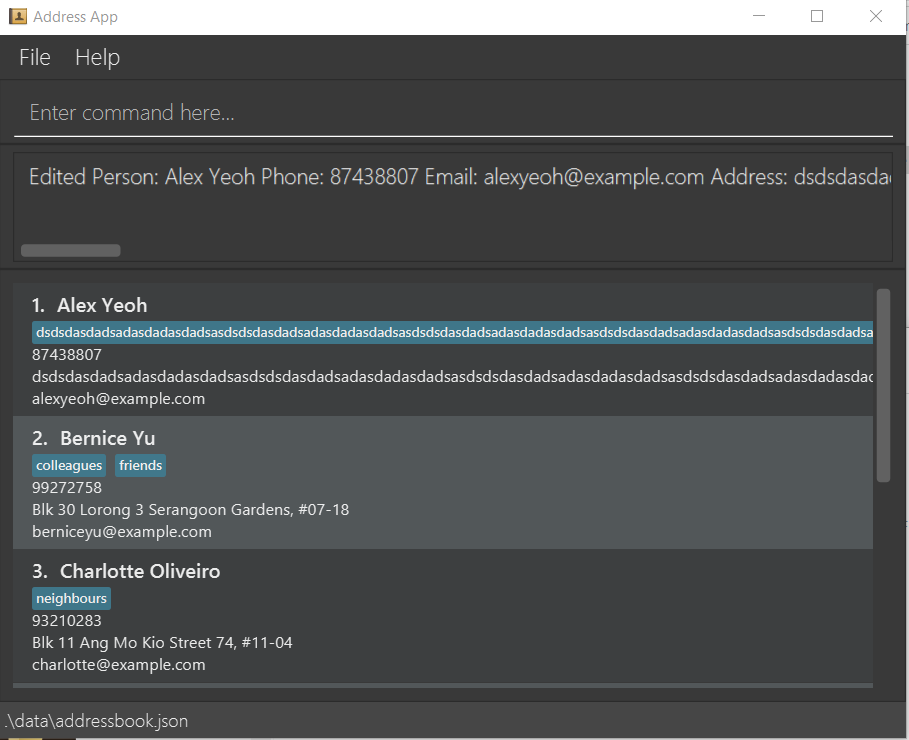 Address App
File Help
Enter command here...
Edited Person: Alex Yeoh Phone: 87438807 Email: alexyeoh@example.com Address: dsdsdasdad
1. Alex Yeoh
dsdsdasdadsadasdadasdadsasdsdsdasdadsadasdadasdadsasdsdsdasdadsadasdadasdadsasdsdsdasdadsadasdadasdadsasdsdsdasdadsa
87438807
dsdsdasdadsadasdadasdadsasdsdsdasdadsadasdadasdadsasdsdsdasdadsadasdadasdadsasdsdsdasdadsadasdadasdad
alexyeoh@example.com
2. Bernice Yu
colleagues friends
99272758
Blk 30 Lorong 3 Serangoon Gardens, #07-18
berniceyu@example.com
3. Charlotte Oliveiro
neighbours
93210283
Blk 11 Ang Mo Kio Street 74, #11-04
charlotte@example.com
.\data\addressbook.json